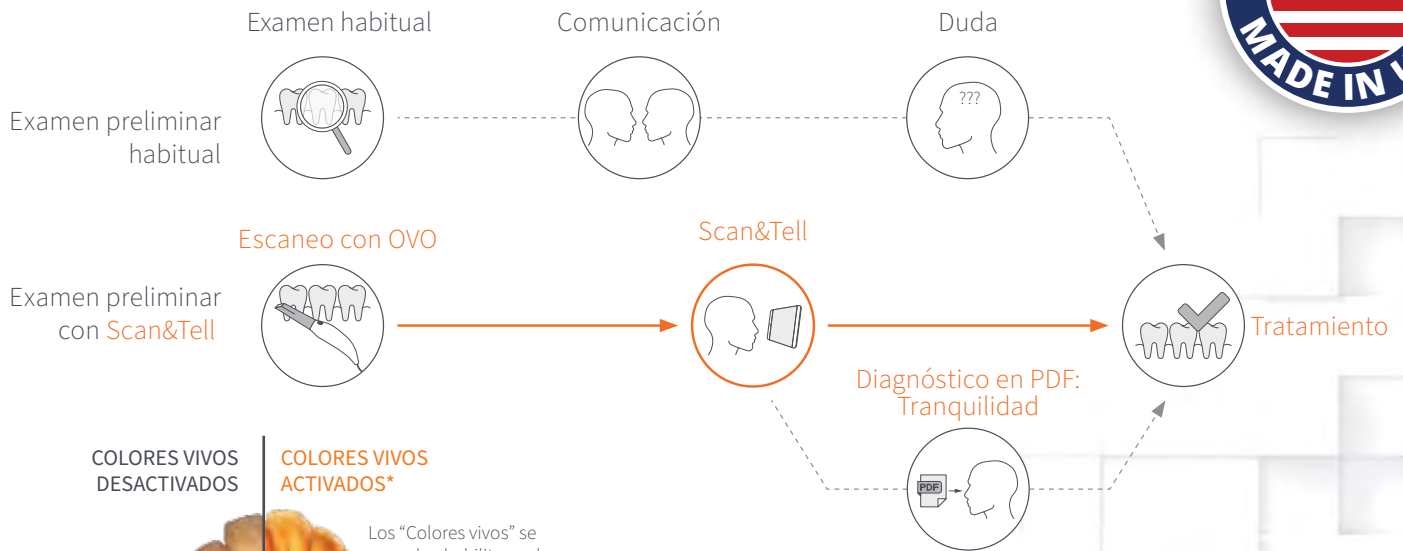 Examen habitual
Comunicación
Duda
MADE IN
Examen preliminar
habitual
???
Escaneo con OVO
Scan&Tell
Examen preliminar
con Scan&Tell
Tratamiento
Diagnóstico en PDF:
Tranquilidad
PDF
COLORES VIVOS
DESACTIVADOS
COLORES VIVOS
ACTIVADOS*
Los “Colores vivos” se